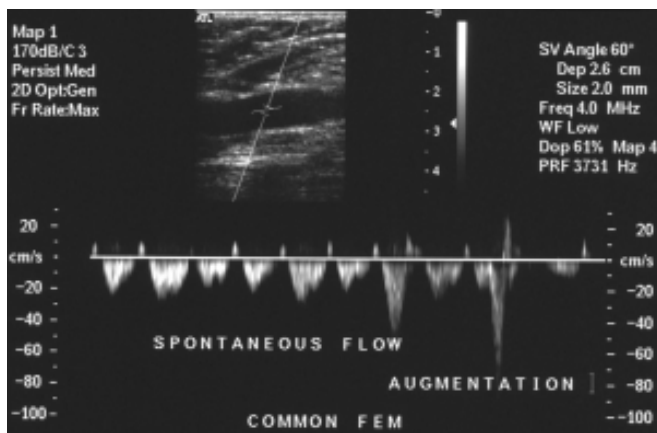 Map 1
170dB/C 3
Persist Med
2D Opt:Gen
Fr Rate:Max
ATL
-0
-1
-2
-3
-4
SV Angle 60°
Dep 2.6 cm
Size 2.0 mm
Freq 4.0 MHz
WF Low
Dop 61% Map 4
PRF 3731 Hz
20 -
cm/s
-20 -
-40 -
-60 -
-80 -
-100 -
- 20
cm/s
- -20
- -40
- -60
- -80
- -100
SPONTANEOUS FLOW
AUGMENTATION
COMMON FEM